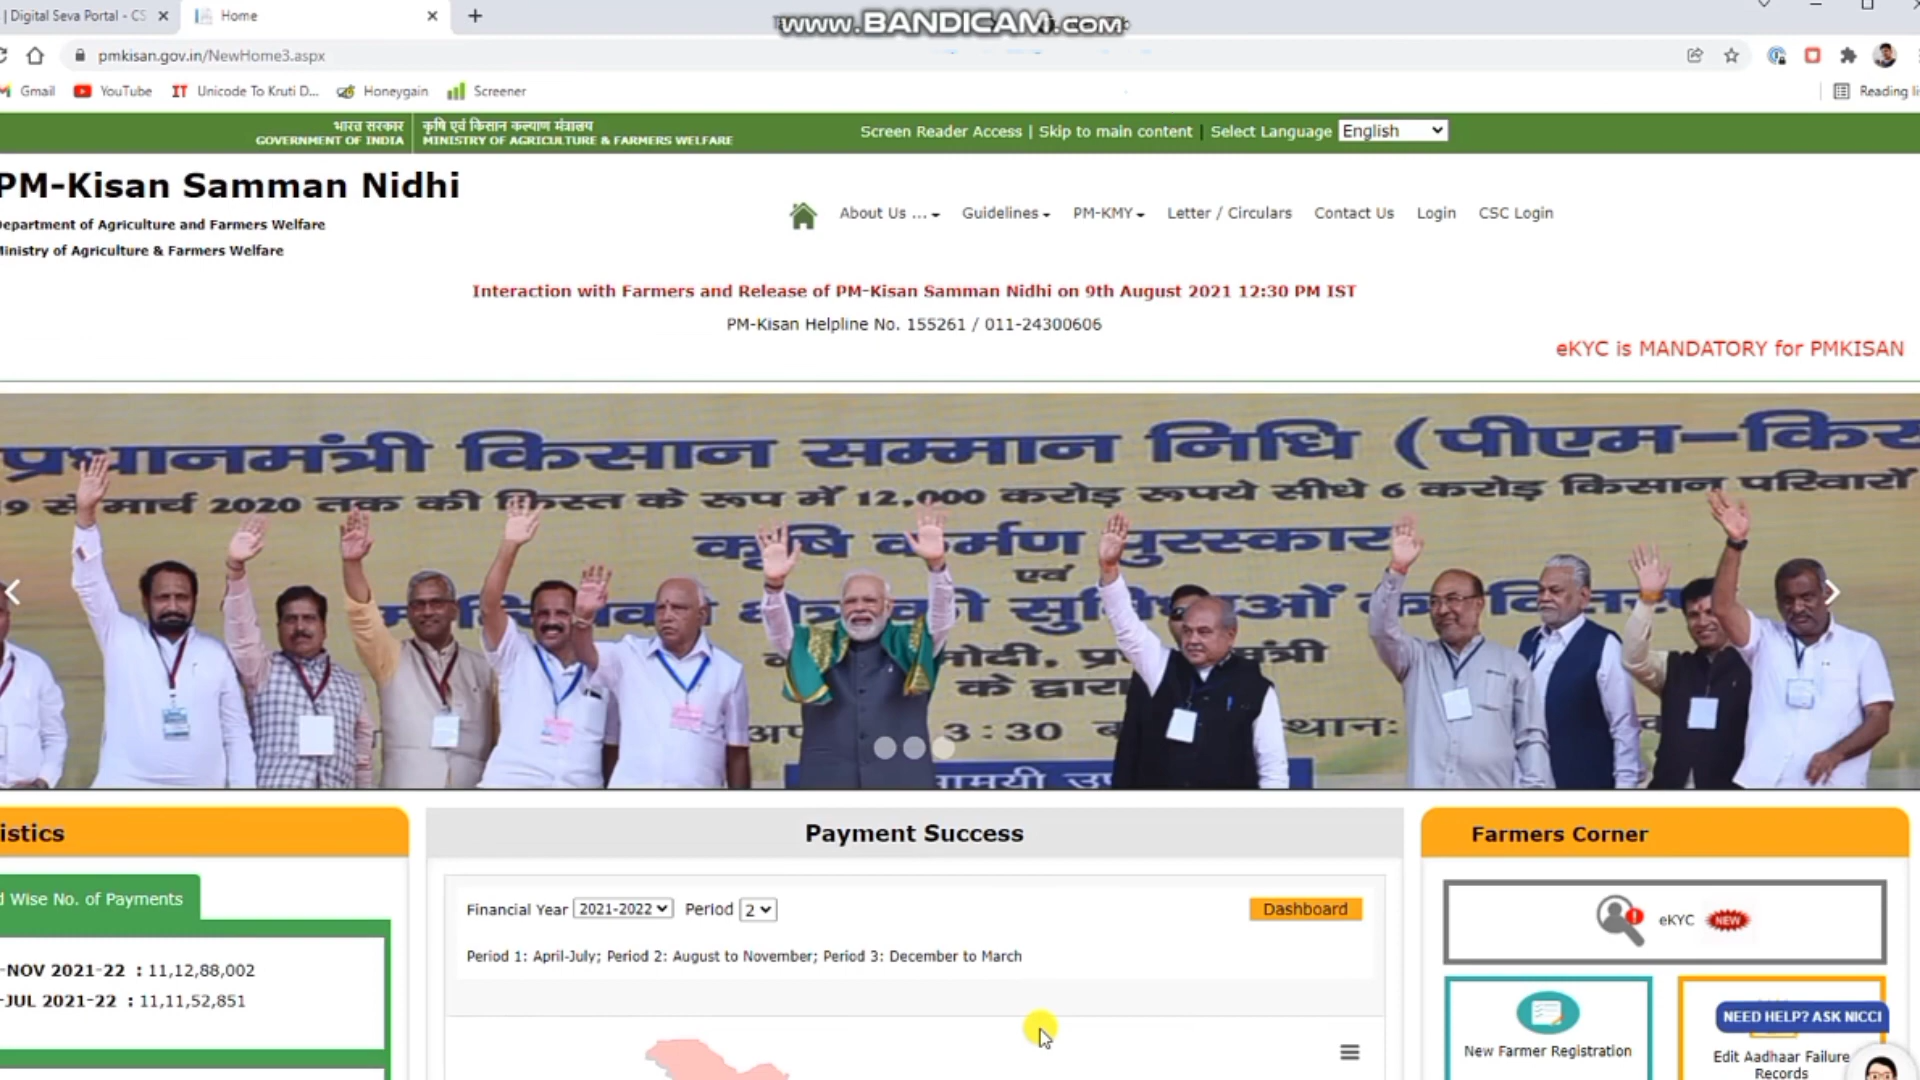 | Digital Seva Portal - CS
Home
www.BANDICAM.com
pmkisan.gov.in/NewHome3.aspx
Gmail
YouTube
IT Unicode To Kruti D...
Honeygain
Screener
Reading li
भारत सरकार
GOVERNMENT OF INDIA
कृषि एवं किसान कल्याण मंत्रालय
MINISTRY OF AGRICULTURE & FARMERS WELFARE
Screen Reader Access | Skip to main content
Select Language English
PM-Kisan Samman Nidhi
Department of Agriculture and Farmers Welfare
Ministry of Agriculture & Farmers Welfare
About Us ...
Guidelines
PM-KMY
Letter / Circulars
Contact Us
Login
CSC Login
Interaction with Farmers and Release of PM-Kisan Samman Nidhi on 9th August 2021 12:30 PM IST
PM-Kisan Helpline No. 155261 / 011-24300606
eKYC is MANDATORY for PMKISAN
प्रधानमंत्री किसान सम्मान निधि (पीएम-किस
9 से मार्च 2020 तक की किस्त के रूप में 12,000 करोड़ रूपये सीधे 6 करोड़ किसान परिवारों
कृषि कर्मण पुरस्कार
एवं
की सुविधाओं
मोदी,
के द्वारा
3:30
थान:
istics
d Wise No. of Payments
-NOV 2021-22 : 11,12,88,002
-JUL 2021-22 : 11,11,52,851
Payment Success
Financial Year 2021-2022 Period 2
Dashboard
Period 1: April-July; Period 2: August to November; Period 3: December to March
Farmers Corner
eKYC NEW
New Farmer Registration
NEED HELP? ASK NICCI
Edit Aadhaar Failure
Records